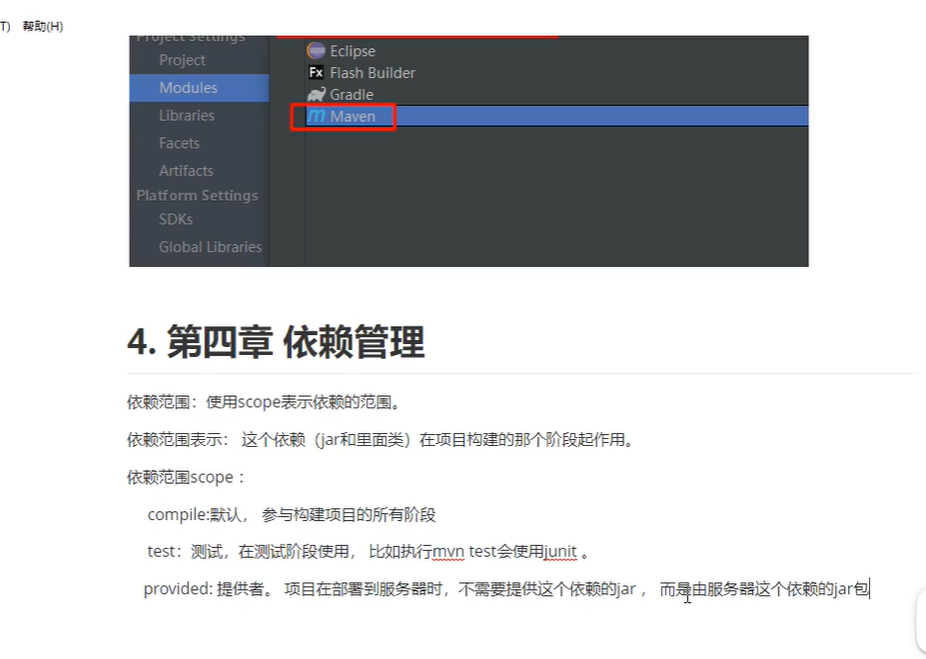 T) 帮助(H)
Project Settings
Project
Modules
Libraries
Facets
Artifacts
Platform Settings
SDKs
Global Libraries
Eclipse
Fx Flash Builder
Gradle
m Maven
4. 第四章 依赖管理
依赖范围：使用scope表示依赖的范围。
依赖范围表示： 这个依赖（jar和里面类）在项目构建的那个阶段起作用。
依赖范围scope：
compile:默认， 参与构建项目的所有阶段
test：测试，在测试阶段使用， 比如执行mvn test会使用junit 。
provided: 提供者。 项目在部署到服务器时，不需要提供这个依赖的jar ， 而是由服务器这个依赖的jar包